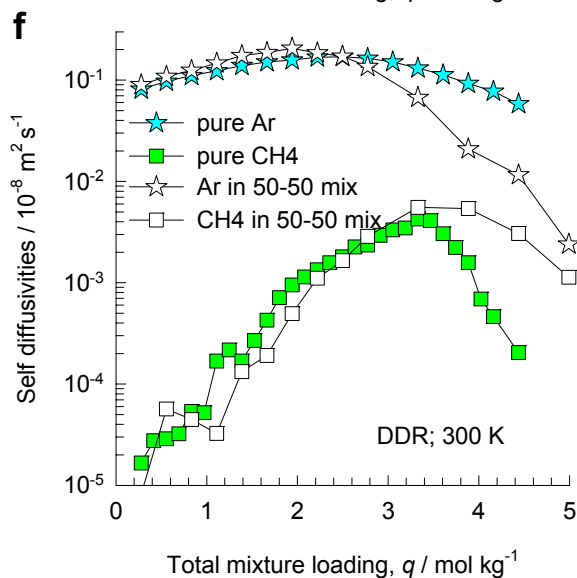 f
10⁻¹
10⁻²
10⁻³
10⁻⁴
10⁻⁵
Self diffusivities / 10⁻⁸ m² s⁻¹
pure Ar
pure CH4
Ar in 50-50 mix
CH4 in 50-50 mix
DDR; 300 K
0 1 2 3 4 5
Total mixture loading, q / mol kg⁻¹